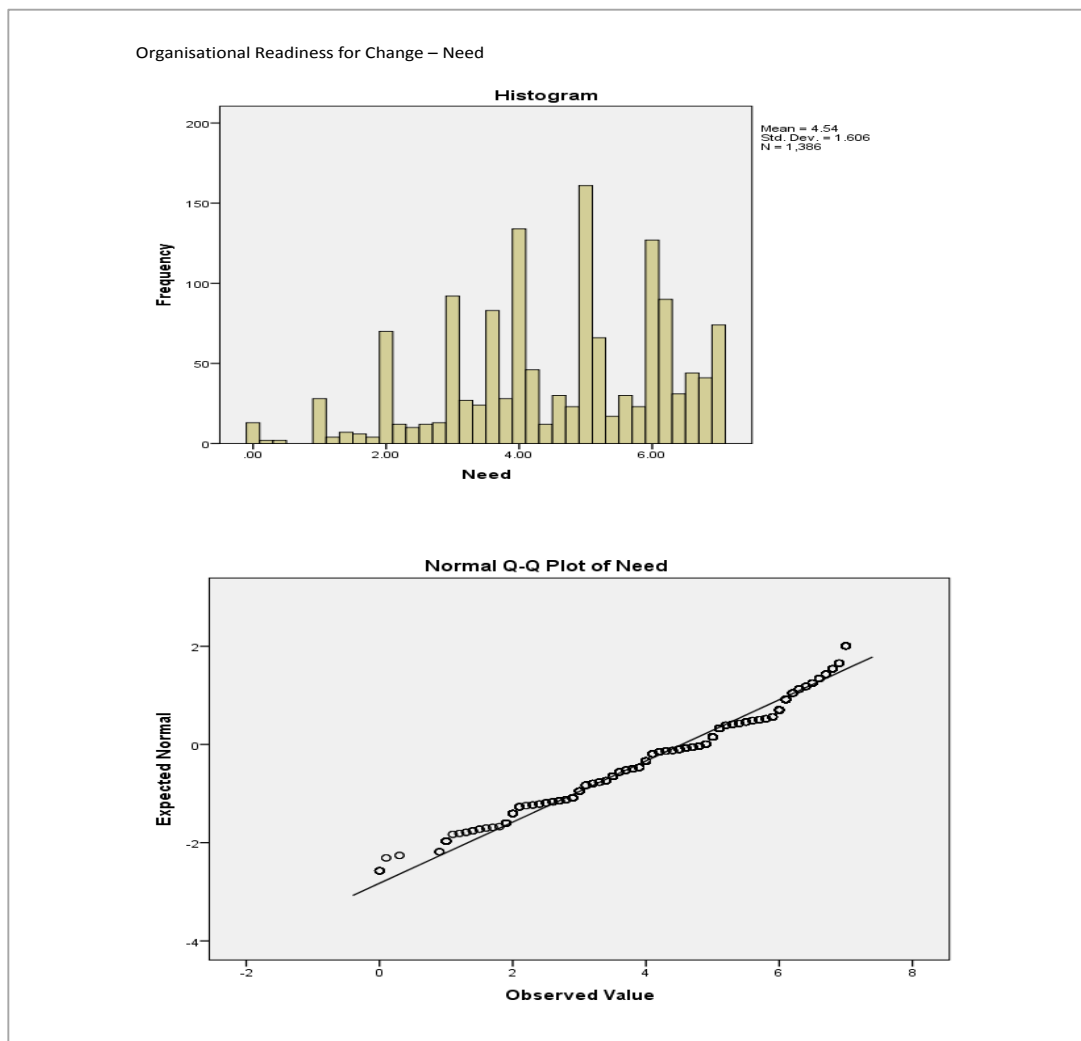 Organisational Readiness for Change – Need
Histogram
Mean = 4.54
Std. Dev. = 1.606
N = 1,386
200
150
100
50
0
Frequency
.00 2.00 4.00 6.00
Need
Normal Q-Q Plot of Need
2
0
-2
-4
Expected Normal
-2 0 2 4 6 8
Observed Value